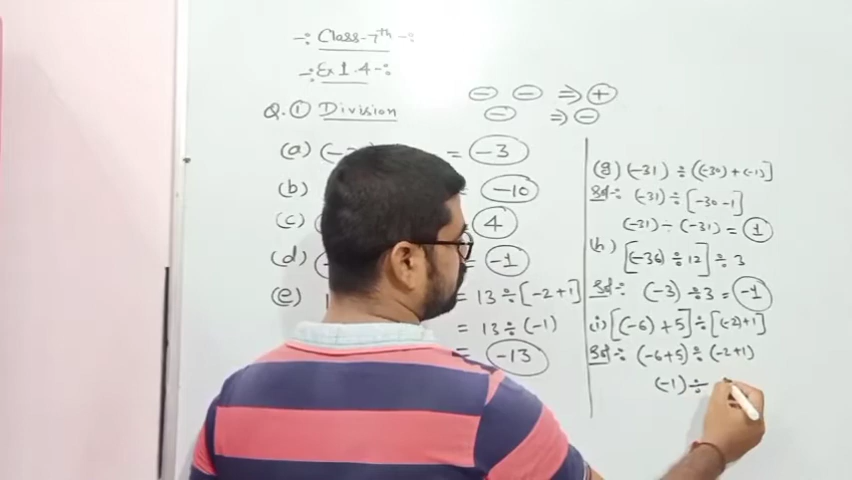 -: Class-7th -:
-: Ex 1.4 -:
- - ⇒ +
- ⇒ -
Q. ① Division
(a) = -3
(b) = -10
(c) 4
(d) = -1
(e) = 13 ÷ [-2+1]
= 13 ÷ (-1)
= -13
(g) (-31) ÷ [(-30) + (-1)]
Sol -: (-31) ÷ [-30 -1]
(-31) ÷ (-31) = 1
(h) [(-36) ÷ 12] ÷ 3
Sol -: (-3) ÷ 3 = -1
(i) [(-6) + 5] ÷ [(-2) + 1]
Sol -: (-6+5) ÷ (-2+1)
(-1) ÷